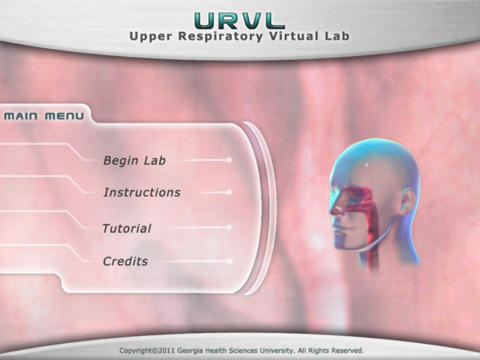 URVL
Upper Respiratory Virtual Lab
MAIN MENU
Begin Lab
Instructions
Tutorial
Credits
Copyright©2011 Georgia Health Sciences University. All Rights Reserved.